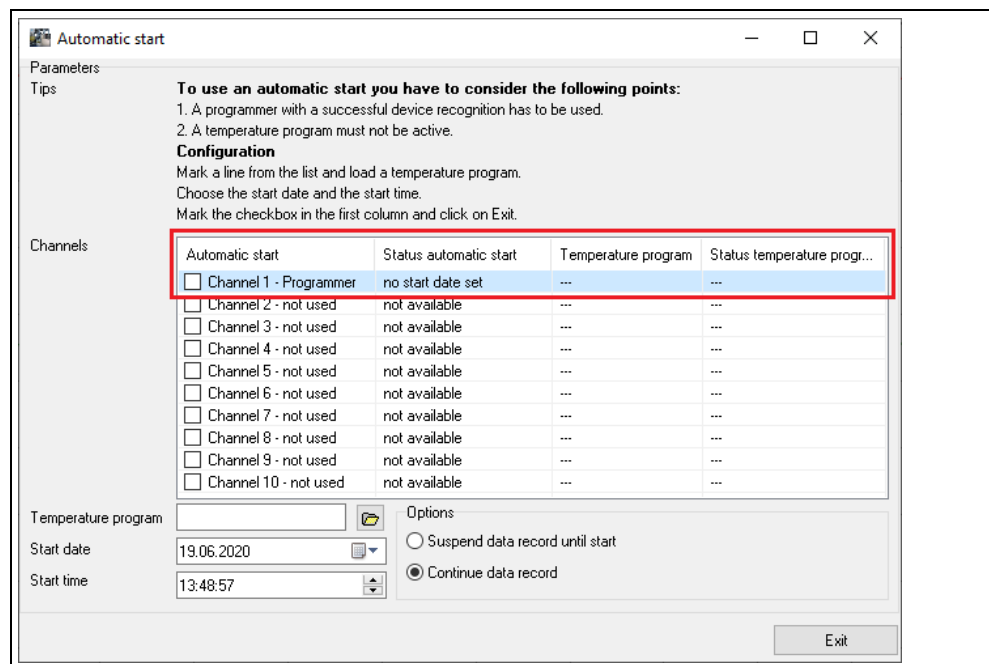 Automatic start
Parameters
Tips
To use an automatic start you have to consider the following points:
1. A programmer with a successful device recognition has to be used.
2. A temperature program must not be active.
Configuration
Mark a line from the list and load a temperature program.
Choose the start date and the start time.
Mark the checkbox in the first column and click on Exit.
Channels
Automatic start Status automatic start Temperature program Status temperature progr...
Channel 1 - Programmer no start date set --- ---
Channel 2 - not used not available --- ---
Channel 3 - not used not available --- ---
Channel 4 - not used not available --- ---
Channel 5 - not used not available --- ---
Channel 6 - not used not available --- ---
Channel 7 - not used not available --- ---
Channel 8 - not used not available --- ---
Channel 9 - not used not available --- ---
Channel 10 - not used not available --- ---
Temperature program
Start date 19.06.2020
Start time 13:48:57
Options
Suspend data record until start
Continue data record
Exit